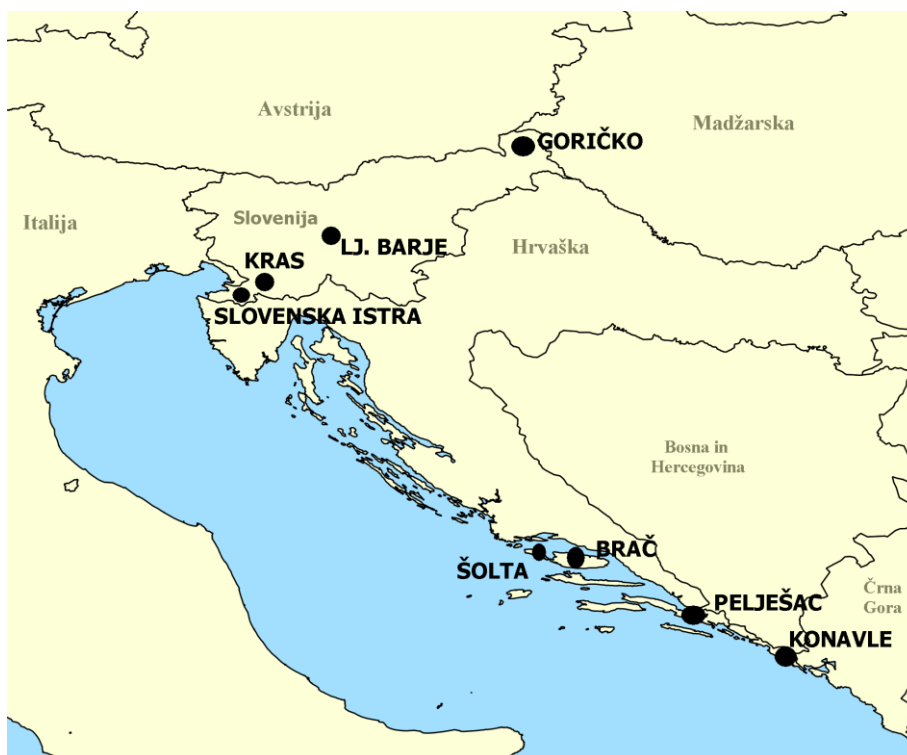 Avstrija
Madžarska
GORIČKO
Italija
Slovenija
LJ. BARJE
Hrvaška
KRAS
SLOVENSKA ISTRA
Bosna in
Hercegovina
BRAČ
ŠOLTA
Črna
Gora
PELJEŠAC
KONAVLE